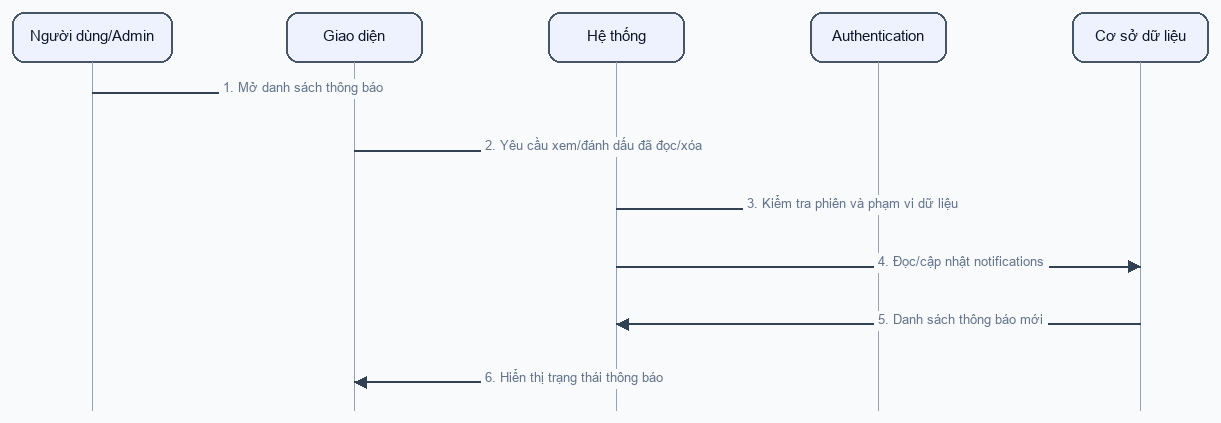 Người dùng/Admin
Giao diện
Hệ thống
Authentication
Cơ sở dữ liệu
1. Mở danh sách thông báo
2. Yêu cầu xem/đánh dấu đã đọc/xóa
3. Kiểm tra phiên và phạm vi dữ liệu
4. Đọc/cập nhật notifications
5. Danh sách thông báo mới
6. Hiển thị trạng thái thông báo